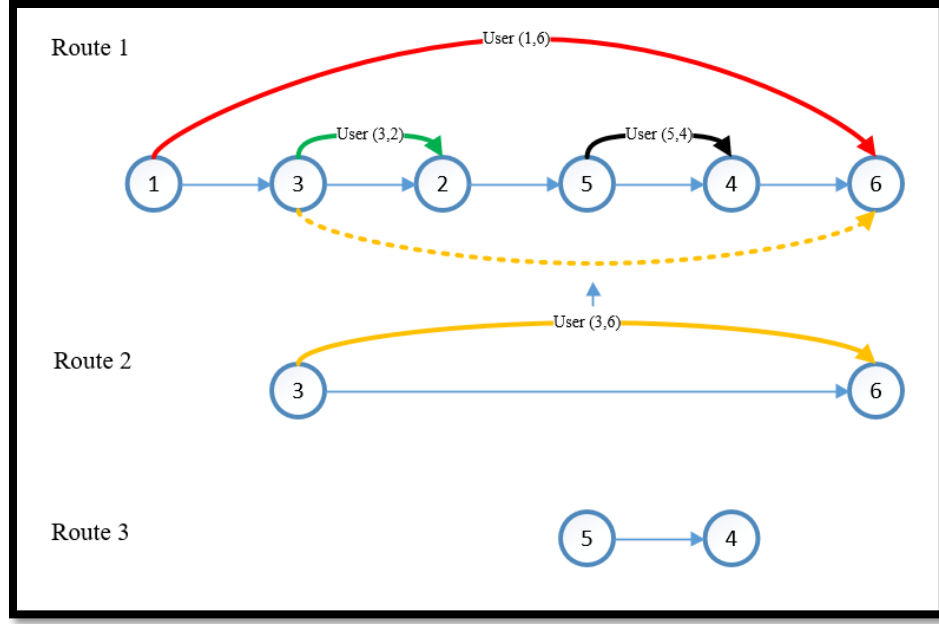 Route 1
User (1,6)
User (3,2)
User (5,4)
1
3
2
5
4
6
User (3,6)
Route 2
3
6
Route 3
5
4